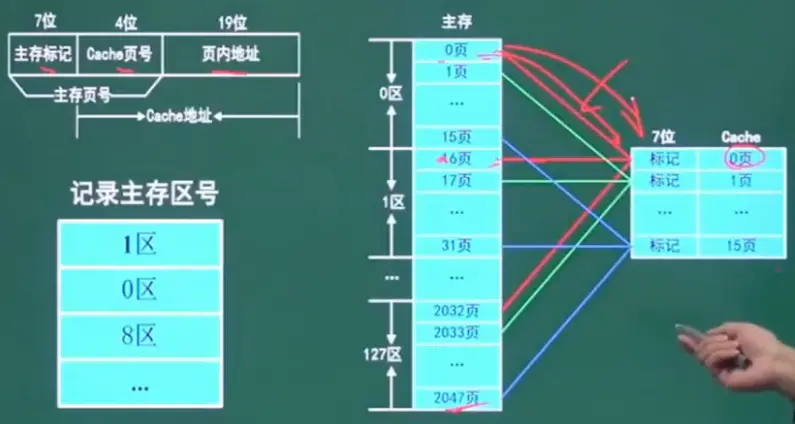 7位 4位 19位
主存标记 Cache页号 页内地址
主存页号
Cache地址
记录主存区号
1区
0区
8区
...
主存
0页
1页
...
15页
16页
17页
...
31页
...
2032页
2033页
...
2047页
0区
1区
...
127区
7位 Cache
标记 0页
标记 1页
... ...
标记 15页